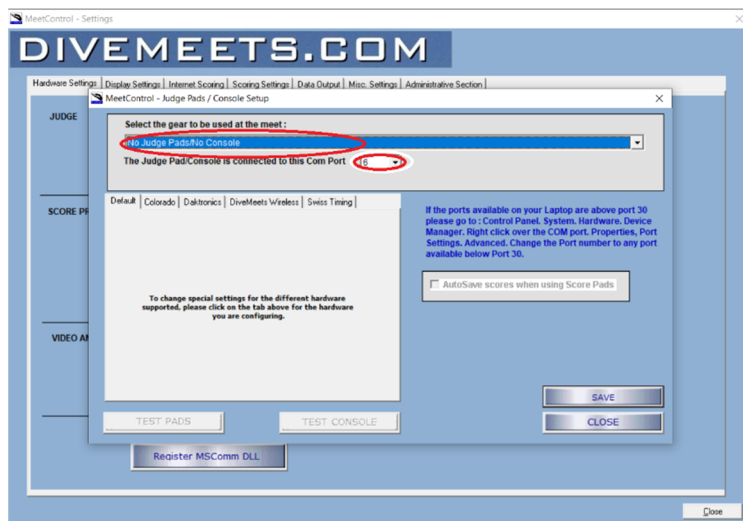 MeetControl - Settings
DIVEMEETS.COM
Hardware Settings Display Settings Internet Scoring Scoring Settings Data Output Misc. Settings Administrative Section
MeetControl - Judge Pads / Console Setup
JUDGE
Select the gear to be used at the meet :
No Judge Pads/No Console
The Judge Pad/Console is connected to this Com Port
Default Colorado Daktronics DiveMeets Wireless Swiss Timing
SCORE
If the ports available on your Laptop are above port 30
please go to : Control Panel. System. Hardware. Device
Manager. Right click over the COM port. Properties, Port
Settings. Advanced. Change the Port number to any port
available below Port 30.
AutoSave scores when using Score Pads
To change special settings for the different hardware
supported, please click on the tab above for the hardware
you are configuring.
VIDEO
SAVE
TEST PADS TEST CONSOLE CLOSE
Register MSComm DLL
Close